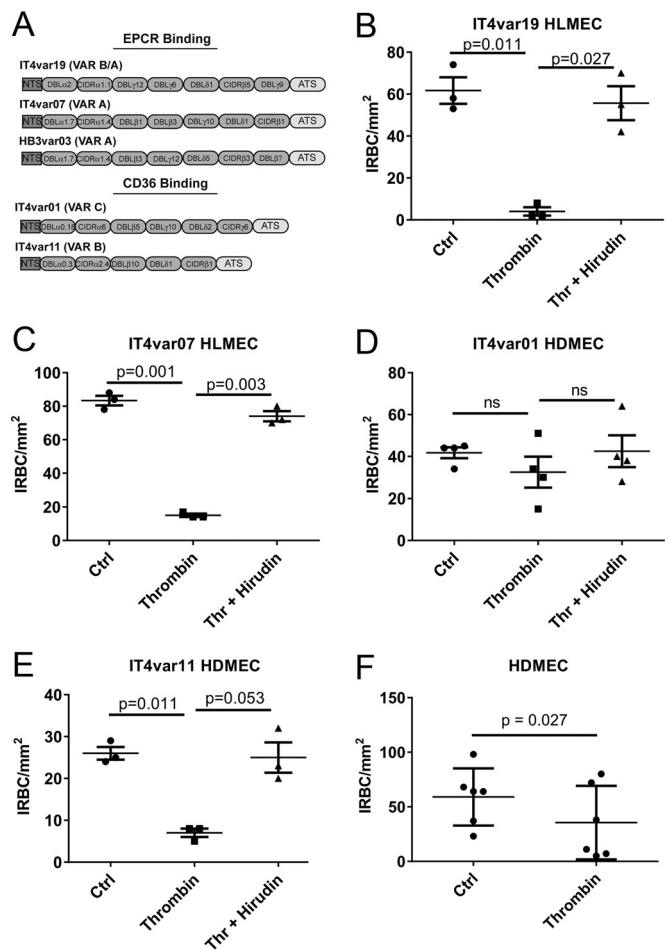 A
EPCR Binding
IT4var19 (VAR B/A)
NTS DBLα2 CIDRα1.1 DBLγ12 DBLγ6 DBLδ1 CIDRβ5 DBLγ9 ATS
IT4var07 (VAR A)
NTS DBLα1.7 CIDRα1.4 DBLβ1 DBLβ3 DBLγ10 DBLδ1 CIDRβ1 ATS
HB3var03 (VAR A)
NTS DBLα1.7 CIDRα1.4 DBLβ3 DBLγ12 DBLδ5 CIDRβ3 DBLβ7 ATS
CD36 Binding
IT4var01 (VAR C)
NTS DBLα0.18 CIDRα6 DBLβ5 DBLγ10 DBLδ2 CIDRγ6 ATS
IT4var11 (VAR B)
NTS DBLα0.3 CIDRα2.4 DBLβ10 DBLδ1 CIDRβ1 ATS
B
IT4var19 HLMEC
p=0.011
p=0.027
IRBC/mm²
80
60
40
20
0
Ctrl
Thrombin
Thr + Hirudin
C
IT4var07 HLMEC
p=0.001
p=0.003
IRBC/mm²
100
80
60
40
20
0
Ctrl
Thrombin
Thr + Hirudin
D
IT4var01 HDMEC
ns
ns
IRBC/mm²
80
60
40
20
0
Ctrl
Thrombin
Thr + Hirudin
E
IT4var11 HDMEC
p=0.011
p=0.053
IRBC/mm²
40
30
20
10
0
Ctrl
Thrombin
Thr + Hirudin
F
HDMEC
p = 0.027
IRBC/mm²
150
100
50
0
Ctrl
Thrombin